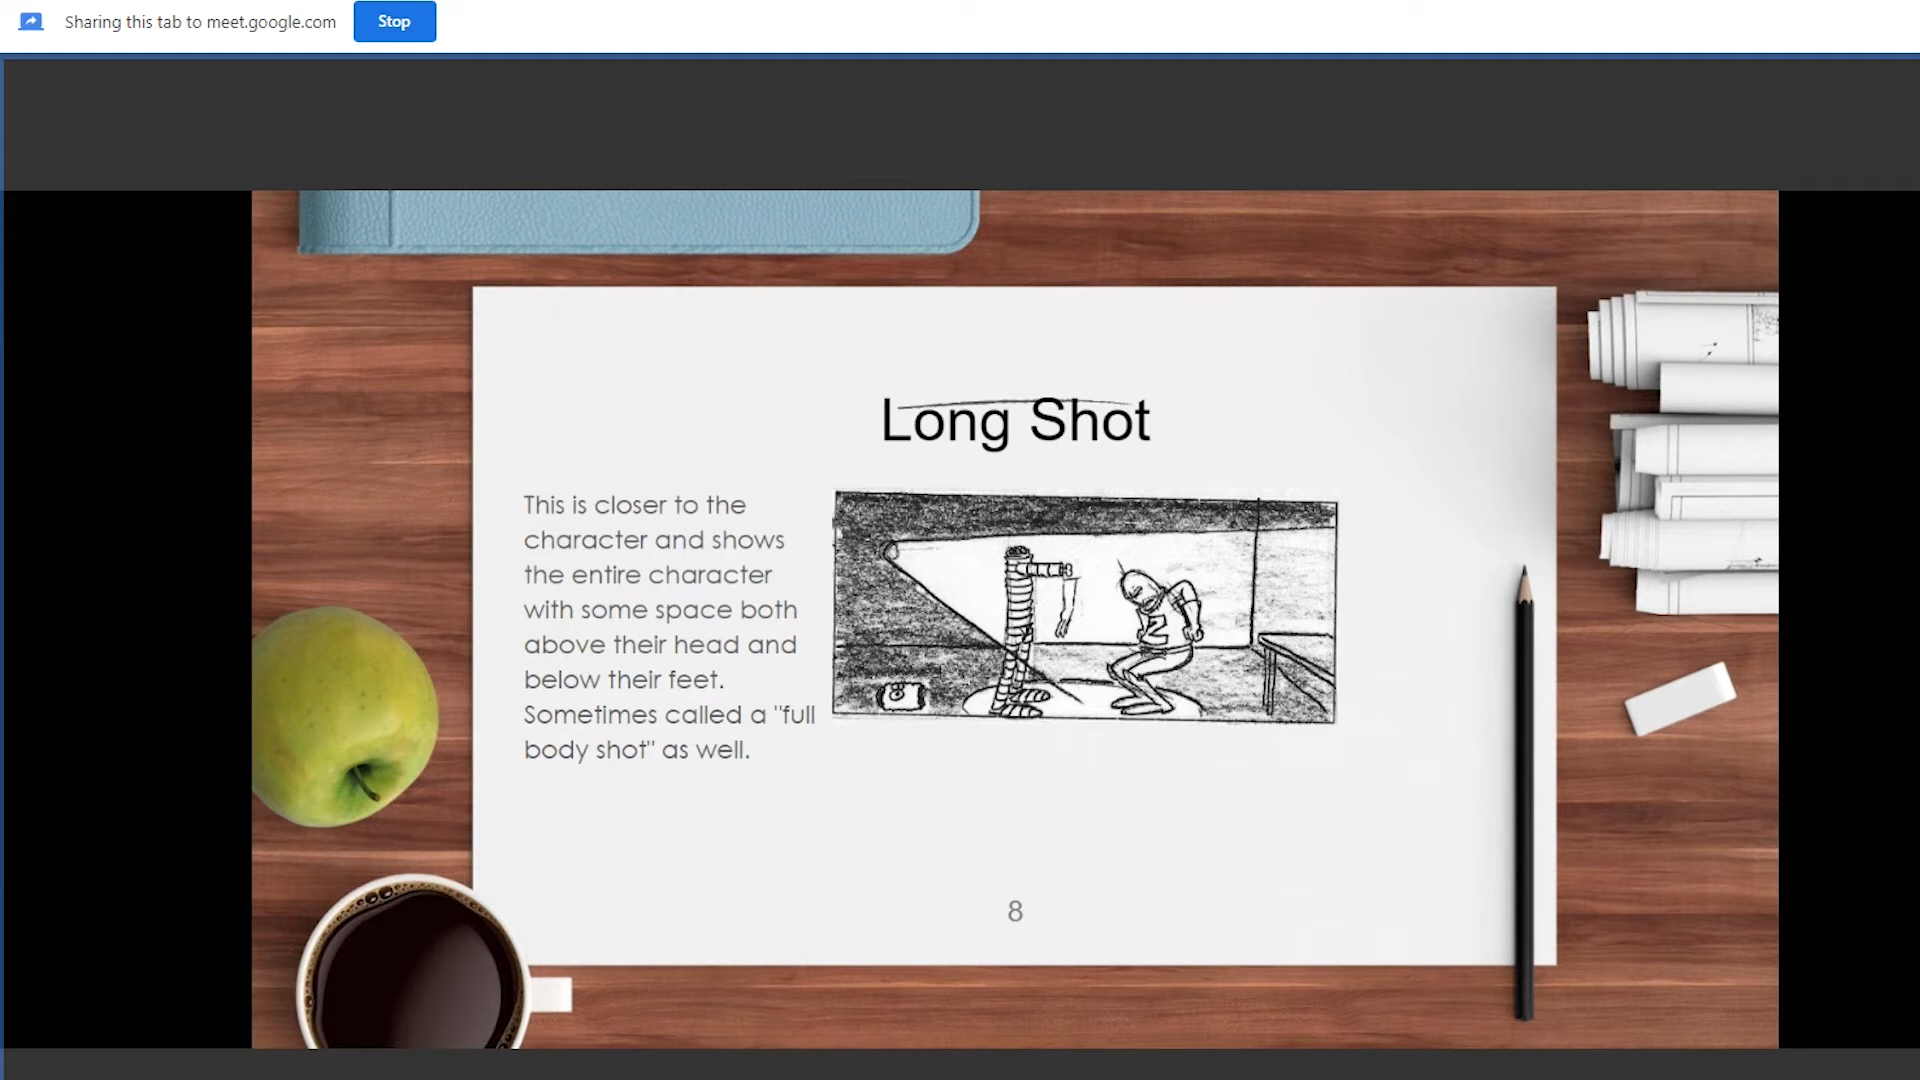 Sharing this tab to meet.google.com
Stop
Long Shot
This is closer to the
character and shows
the entire character
with some space both
above their head and
below their feet.
Sometimes called a "full
body shot" as well.
8